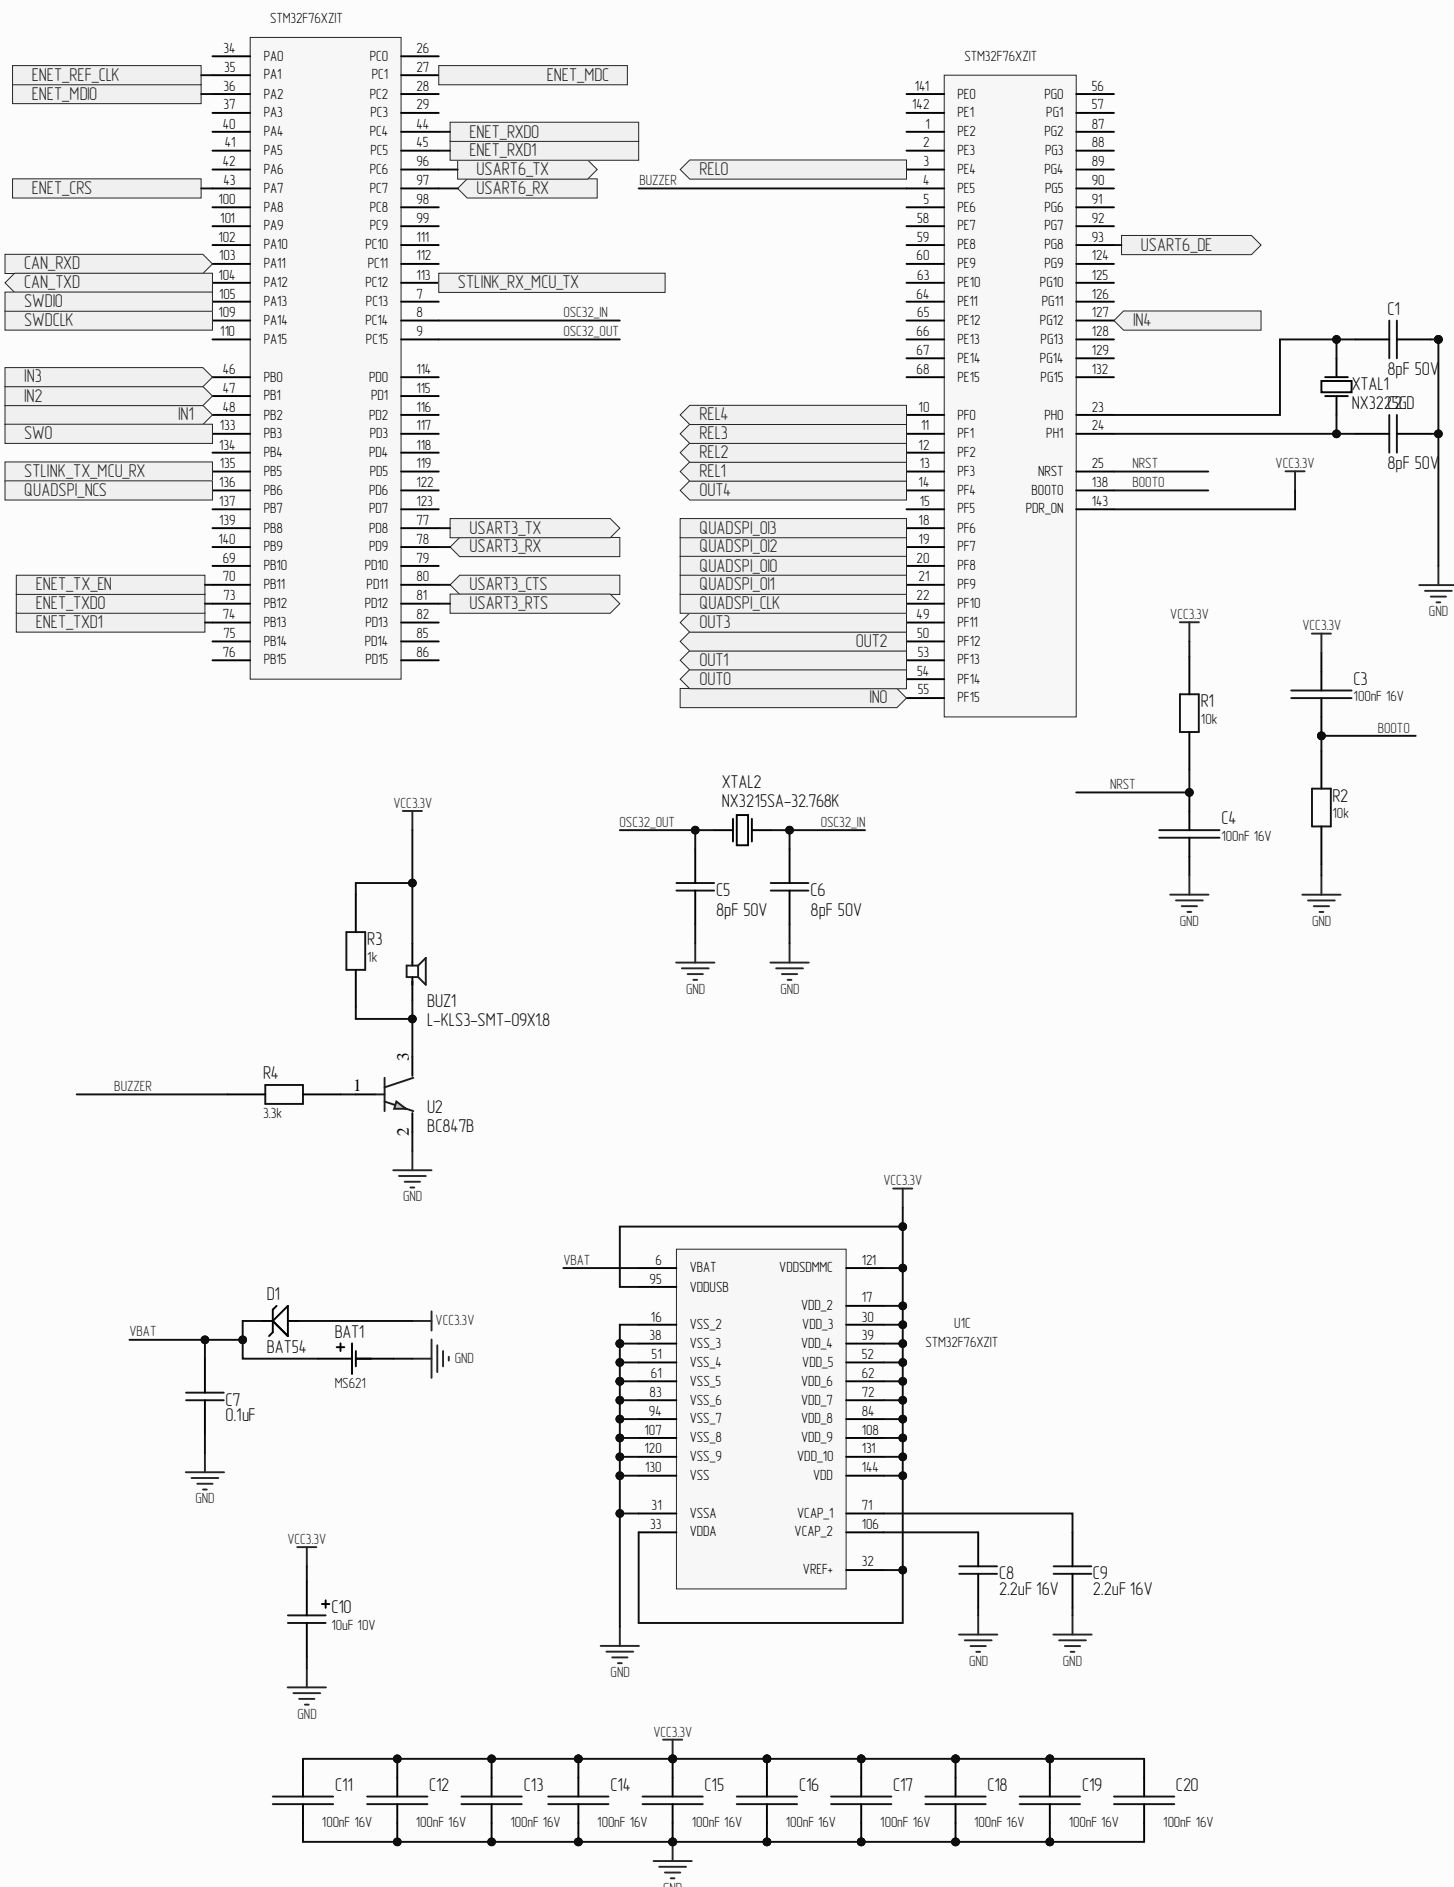 STM32F76XZIT
34 PA0 PC0 26
ENET_REF_CLK 35 PA1 PC1 27 ENET_MDC
ENET_MDIO 36 PA2 PC2 28
37 PA3 PC3 29
40 PA4 PC4 44 ENET_RXD0
41 PA5 PC5 45 ENET_RXD1
42 PA6 PC6 96 USART6_TX
ENET_CRS 43 PA7 PC7 97 USART6_RX
100 PA8 PC8 98
101 PA9 PC9 99
102 PA10 PC10 111
CAN_RXD 103 PA11 PC11 112
CAN_TXD 104 PA12 PC12 113 STLINK_RX_MCU_TX
SWDIO 105 PA13 PC13 7
SWDCLK 109 PA14 PC14 8 OSC32_IN
110 PA15 PC15 9 OSC32_OUT
IN3 46 PB0 PD0 114
IN2 47 PB1 PD1 115
IN1 48 PB2 PD2 116
SWO 133 PB3 PD3 117
134 PB4 PD4 118
STLINK_TX_MCU_RX 135 PB5 PD5 119
QUADSPI_NCS 136 PB6 PD6 122
137 PB7 PD7 123
139 PB8 PD8 77 USART3_TX
140 PB9 PD9 78 USART3_RX
69 PB10 PD10 79
ENET_TX_EN 70 PB11 PD11 80 USART3_CTS
ENET_TXD0 73 PB12 PD12 81 USART3_RTS
ENET_TXD1 74 PB13 PD13 82
75 PB14 PD14 85
76 PB15 PD15 86
STM32F76XZIT
141 PE0 PG0 56
142 PE1 PG1 57
1 PE2 PG2 87
2 PE3 PG3 88
REL0 3 PE4 PG4 89
BUZZER 4 PE5 PG5 90
5 PE6 PG6 91
58 PE7 PG7 92
59 PE8 PG8 93 USART6_DE
60 PE9 PG9 124
63 PE10 PG10 125
64 PE11 PG11 126
65 PE12 PG12 127 IN4
66 PE13 PG13 128
67 PE14 PG14 129
68 PE15 PG15 132
REL4 10 PF0 PH0 23
REL3 11 PF1 PH1 24
REL2 12 PF2
REL1 13 PF3 NRST 25 NRST
OUT4 14 PF4 BOOT0 138 BOOT0
15 PF5 PDR_ON 143
QUADSPI_OI3 18 PF6
QUADSPI_OI2 19 PF7
QUADSPI_OI0 20 PF8
QUADSPI_OI1 21 PF9
QUADSPI_CLK 22 PF10
OUT3 49 PF11
OUT2 50 PF12
OUT1 53 PF13
OUT0 54 PF14
IN0 55 PF15
C1
8pF 50V
XTAL1
8pF 50V
VCC3.3V
GND
VCC3.3V
R1
10k
NRST
C4
100nF 16V
GND
VCC3.3V
C3
100nF 16V
BOOT0
R2
10k
GND
XTAL2
NX3215SA-32.768K
OSC32_OUT OSC32_IN
C5 C6
8pF 50V 8pF 50V
GND GND
VCC3.3V
R3
1k
BUZ1
L-KLS3-SMT-09X1.8
3
BUZZER R4 1
3.3k
U2
BC847B
2
GND
VCC3.3V
VBAT 6 VBAT VDDSDMMC 121
95 VDDUSB
VDD_2 17
16 VSS_2 VDD_3 30
38 VSS_3 VDD_4 39
51 VSS_4 VDD_5 52
61 VSS_5 VDD_6 62
83 VSS_6 VDD_7 72
94 VSS_7 VDD_8 84
107 VSS_8 VDD_9 108
120 VSS_9 VDD_10 131
130 VSS VDD 144
31 VSSA VCAP_1 71
33 VDDA VCAP_2 106
VREF+ 32
U1C
STM32F76XZIT
C8 C9
2.2uF 16V 2.2uF 16V
GND GND GND
D1
VBAT BAT54 VCC3.3V
BAT1
+
MS621
GND
C7
0.1uF
GND
VCC3.3V
+C10
10uF 10V
GND
VCC3.3V
C11 C12 C13 C14 C15 C16 C17 C18 C19 C20
100nF 16V 100nF 16V 100nF 16V 100nF 16V 100nF 16V 100nF 16V 100nF 16V 100nF 16V 100nF 16V 100nF 16V
GND